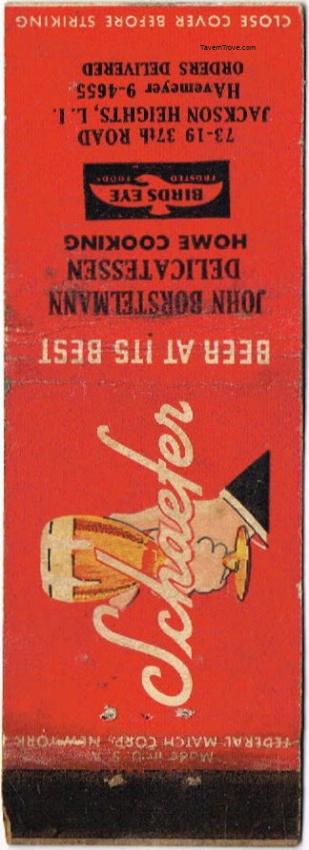 Schaefer
BEER AT ITS BEST
JOHN BORSTELMANN
DELICATESSEN
HOME COOKING
BIRDS EYE
FROSTED FOODS
73-19 37th ROAD
JACKSON HEIGHTS, L. I.
HAvemeyer 9-4655
ORDERS DELIVERED
CLOSE COVER BEFORE STRIKING
Made in U. S. A.
FEDERAL MATCH CORP., NEW YORK
TavernTrove.com